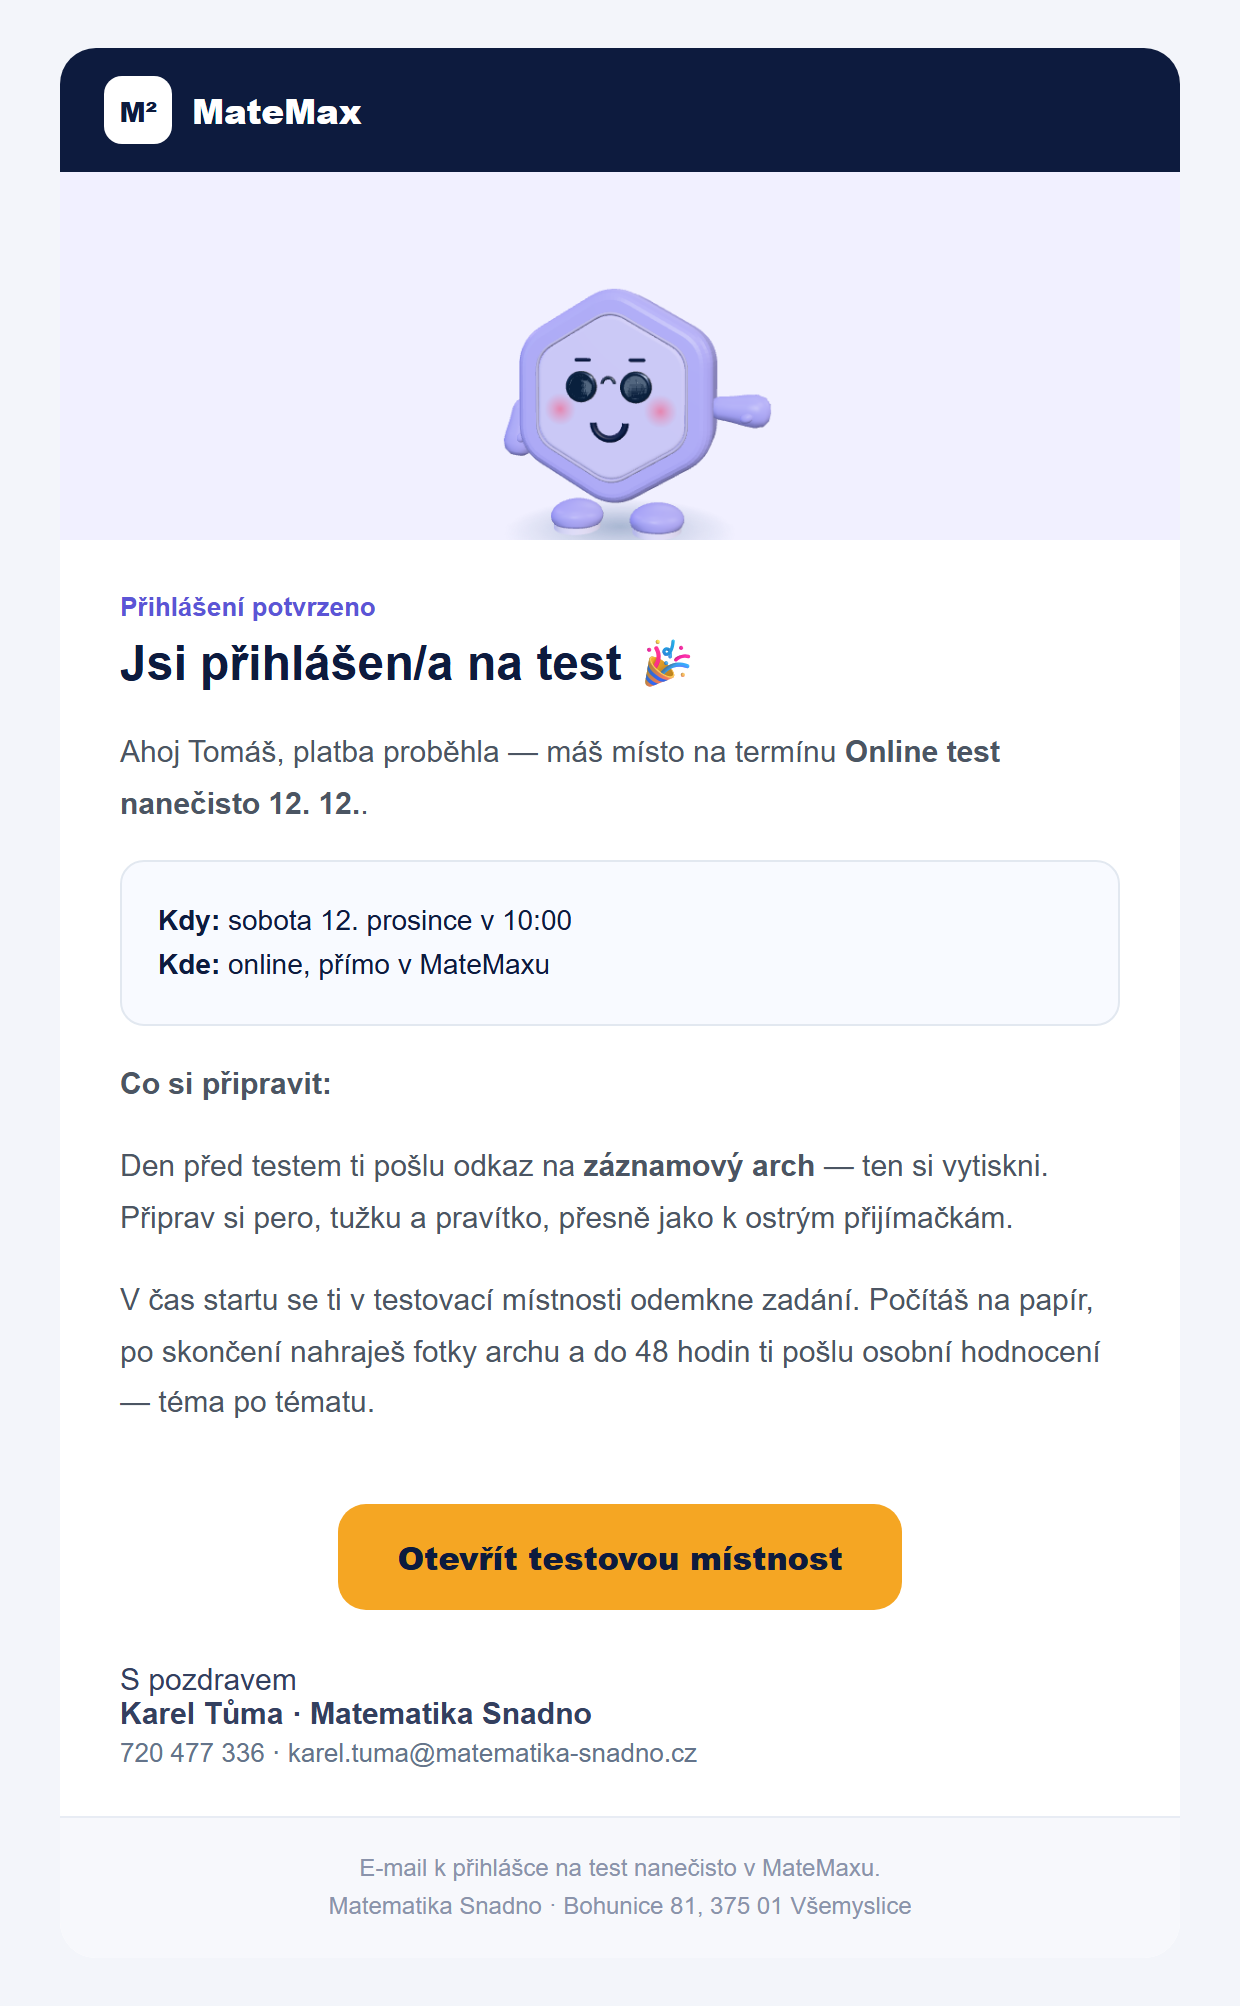 M²
MateMax
Přihlášení potvrzeno
Jsi přihlášen/a na test 🎉
Ahoj Tomáš, platba proběhla — máš místo na termínu Online test
nanečisto 12. 12..
Kdy: sobota 12. prosince v 10:00
Kde: online, přímo v MateMaxu
Co si připravit:
Den před testem ti pošlu odkaz na záznamový arch — ten si vytiskni.
Připrav si pero, tužku a pravítko, přesně jako k ostrým přijímačkám.
V čas startu se ti v testovací místnosti odemkne zadání. Počítáš na papír,
po skončení nahraješ fotky archu a do 48 hodin ti pošlu osobní hodnocení
— téma po tématu.
Otevřít testovou místnost
S pozdravem
Karel Tůma · Matematika Snadno
720 477 336 · karel.tuma@matematika-snadno.cz
E-mail k přihlášce na test nanečisto v MateMaxu.
Matematika Snadno · Bohunice 81, 375 01 Všemyslice